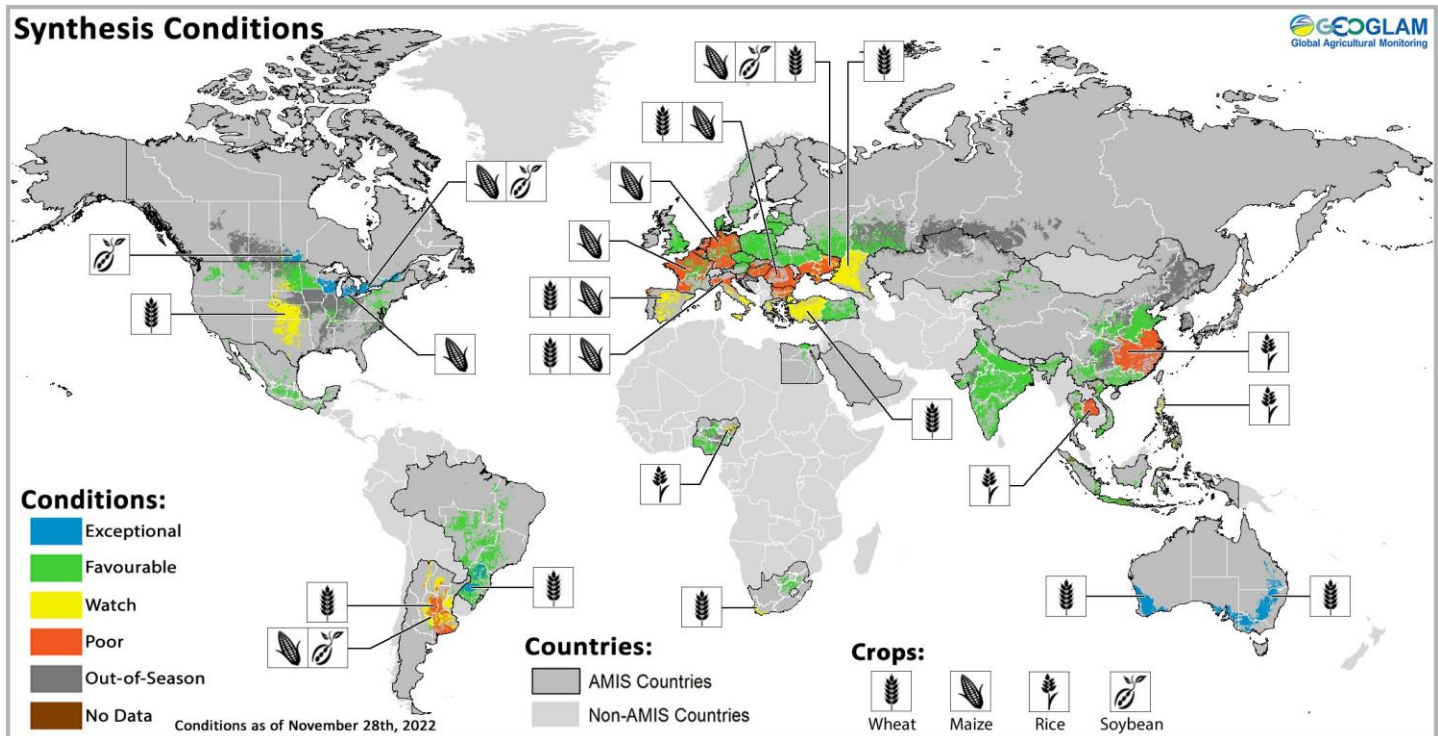 Synthesis Conditions
GEOGLAM
Global Agricultural Monitoring
Conditions:
Exceptional
Favourable
Watch
Poor
Out-of-Season
No Data
Conditions as of November 28th, 2022
Countries:
AMIS Countries
Non-AMIS Countries
Crops:
Wheat
Maize
Rice
Soybean